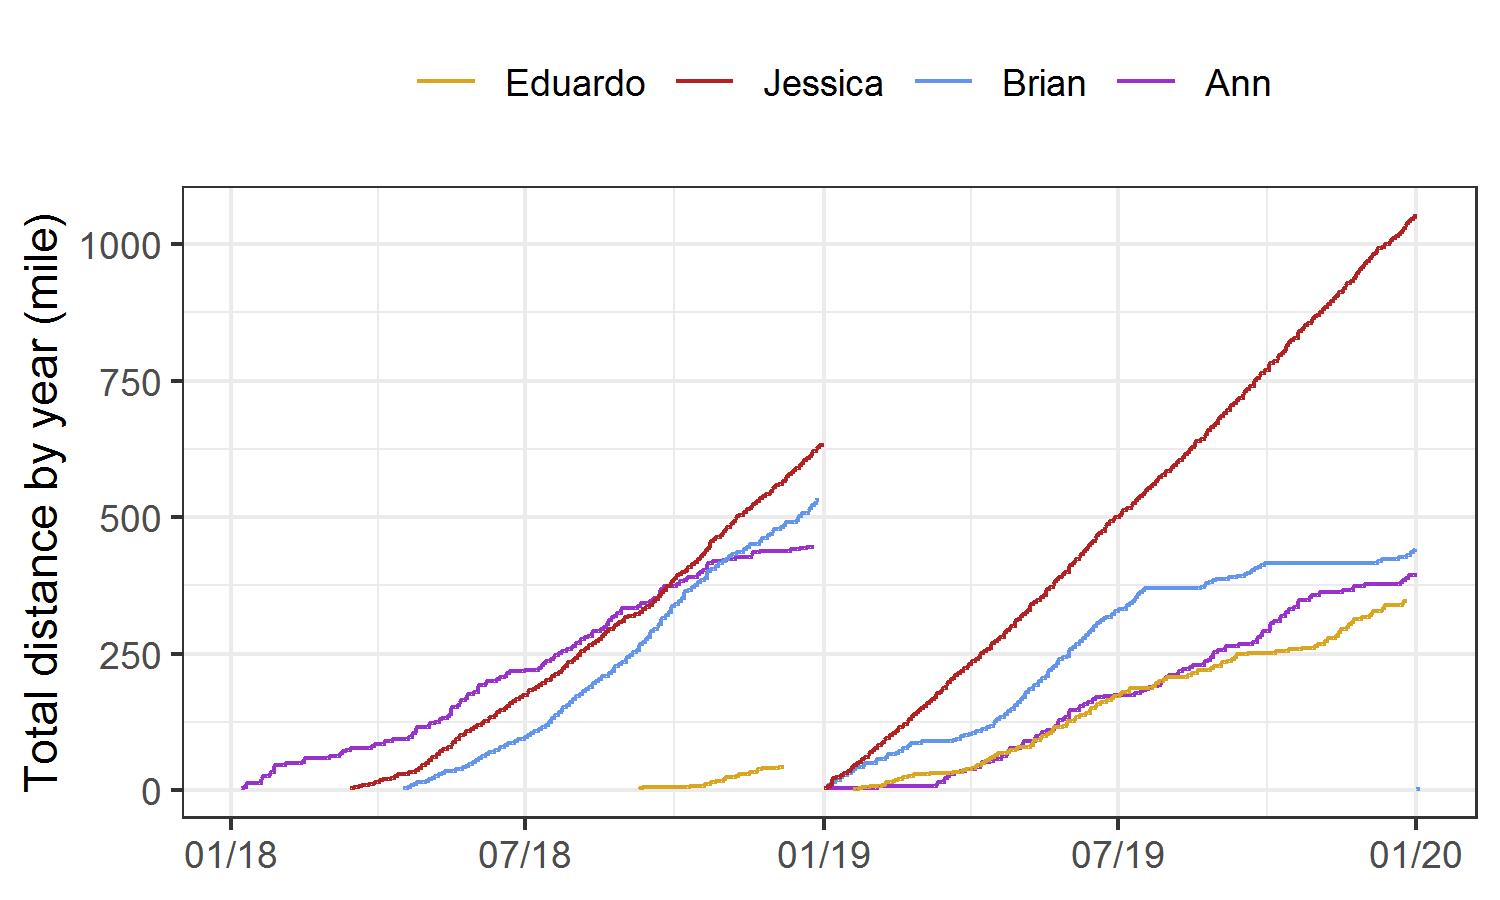 Eduardo Jessica Brian Ann
Total distance by year (mile)
1000
750
500
250
0
01/18 07/18 01/19 07/19 01/20